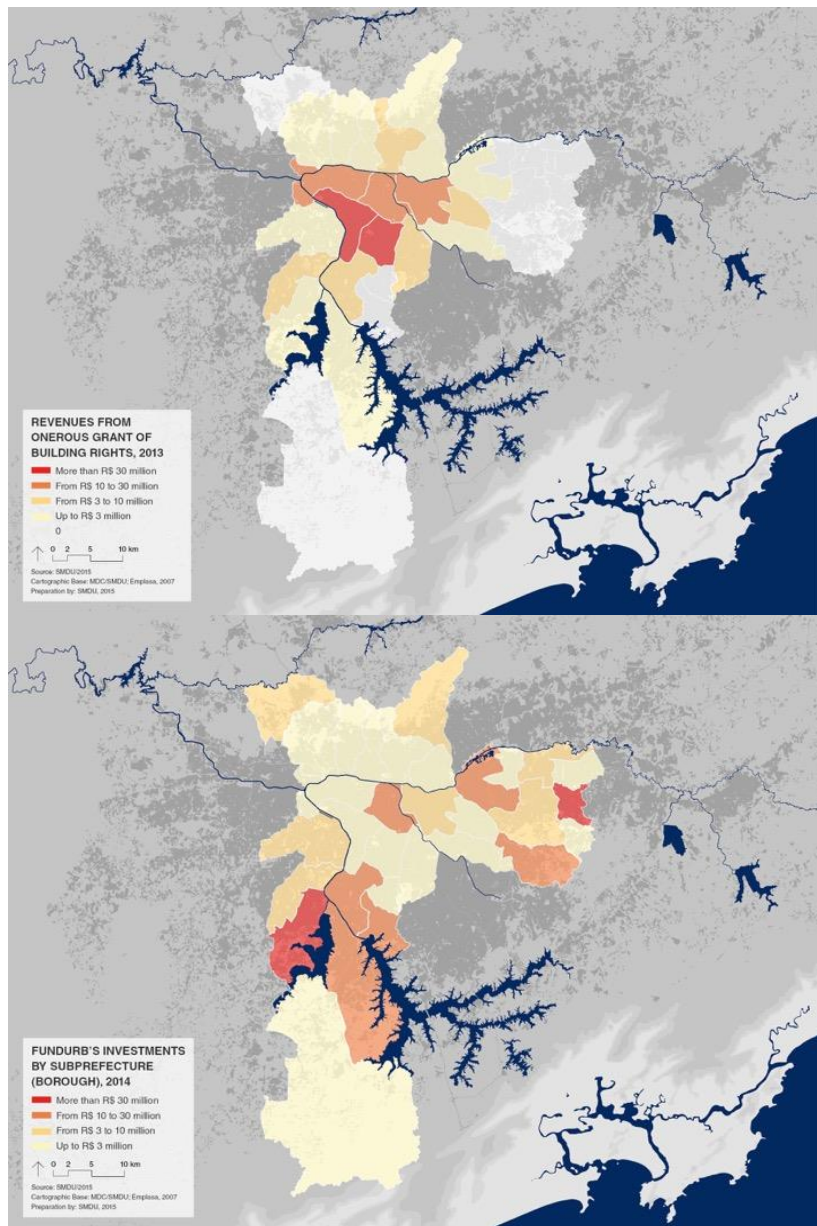 REVENUES FROM
ONEROUS GRANT OF
BUILDING RIGHTS, 2013
More than R$ 30 million
From R$ 10 to 30 million
From R$ 3 to 10 million
Up to R$ 3 million
0
0 2 5 10 km
Source: SMDU/2015
Cartographic Base: MDC/SMDU; Emplasa, 2007
Preparation by: SMDU, 2015
FUNDURB'S INVESTMENTS
BY SUBPREFECTURE
(BOROUGH), 2014
More than R$ 30 million
From R$ 10 to 30 million
From R$ 3 to 10 million
Up to R$ 3 million
0 2 5 10 km
Source: SMDU/2015
Cartographic Base: MDC/SMDU; Emplasa, 2007
Preparation by: SMDU, 2015